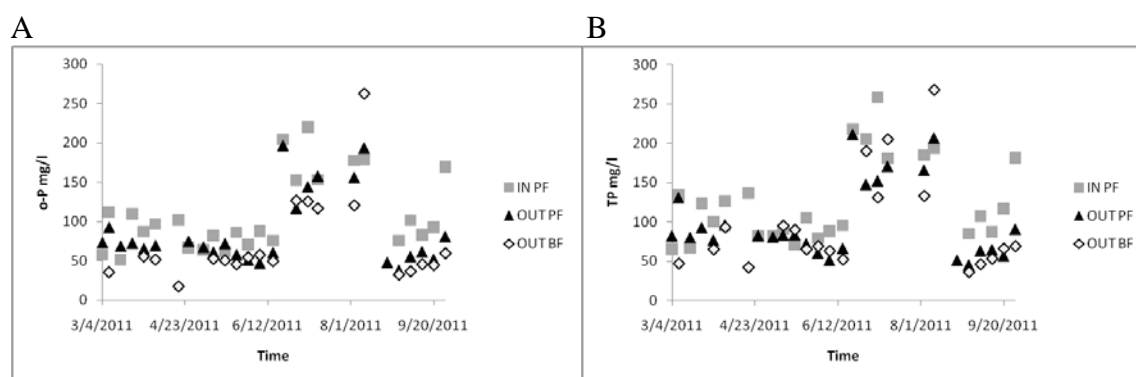 A
B
300
250
200
150
100
50
0
o-P mg/l
3/4/2011 4/23/2011 6/12/2011 8/1/2011 9/20/2011
Time
IN PF
OUT PF
OUT BF
300
250
200
150
100
50
0
TP mg/l
3/4/2011 4/23/2011 6/12/2011 8/1/2011 9/20/2011
Time
IN PF
OUT PF
OUT BF